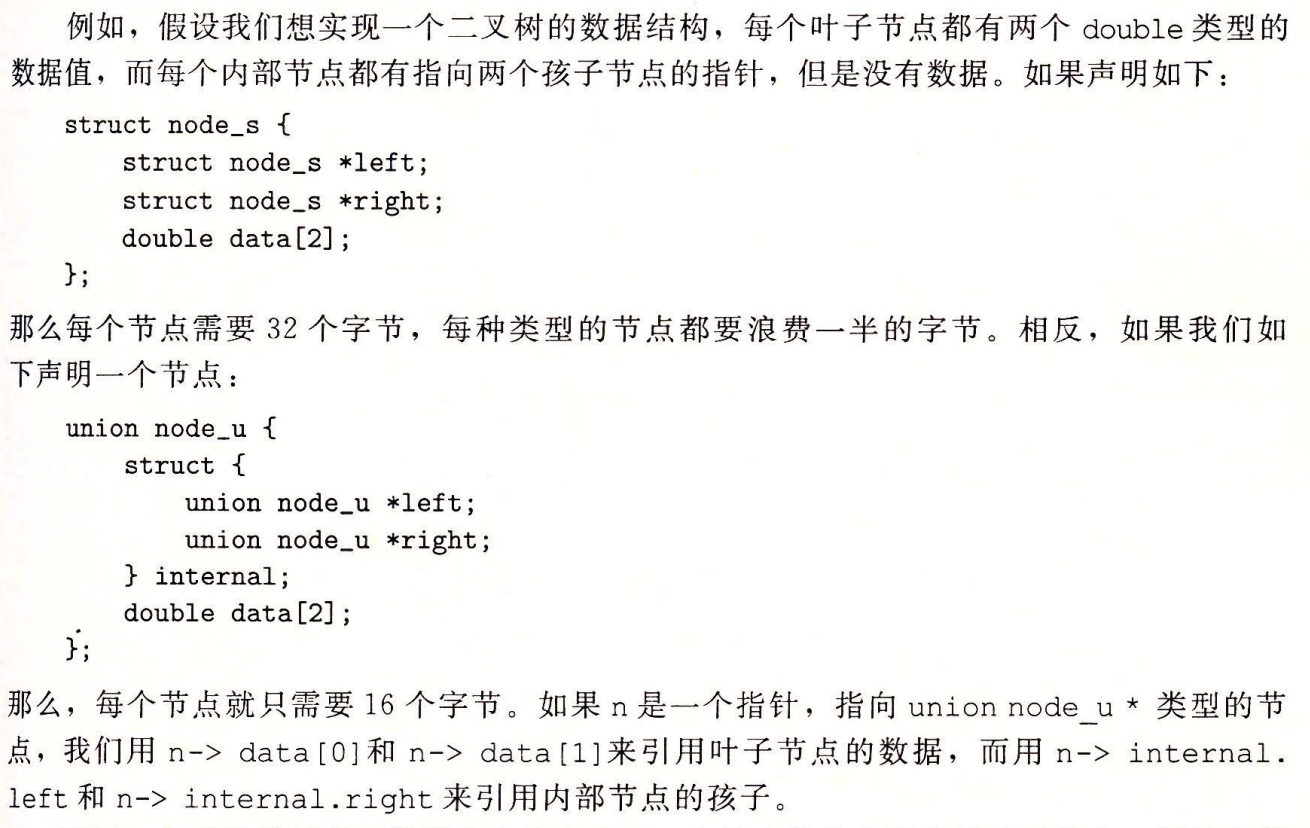 例如，假设我们想实现一个二叉树的数据结构，每个叶子节点都有两个 double 类型的
数据值，而每个内部节点都有指向两个孩子节点的指针，但是没有数据。如果声明如下：
struct node_s {
    struct node_s *left;
    struct node_s *right;
    double data[2];
};
那么每个节点需要 32 个字节，每种类型的节点都要浪费一半的字节。相反，如果我们如
下声明一个节点：
union node_u {
    struct {
        union node_u *left;
        union node_u *right;
    } internal;
    double data[2];
};
那么，每个节点就只需要 16 个字节。如果 n 是一个指针，指向 union node_u * 类型的节
点，我们用 n-> data[0]和 n-> data[1]来引用叶子节点的数据，而用 n-> internal.
left 和 n-> internal.right 来引用内部节点的孩子。